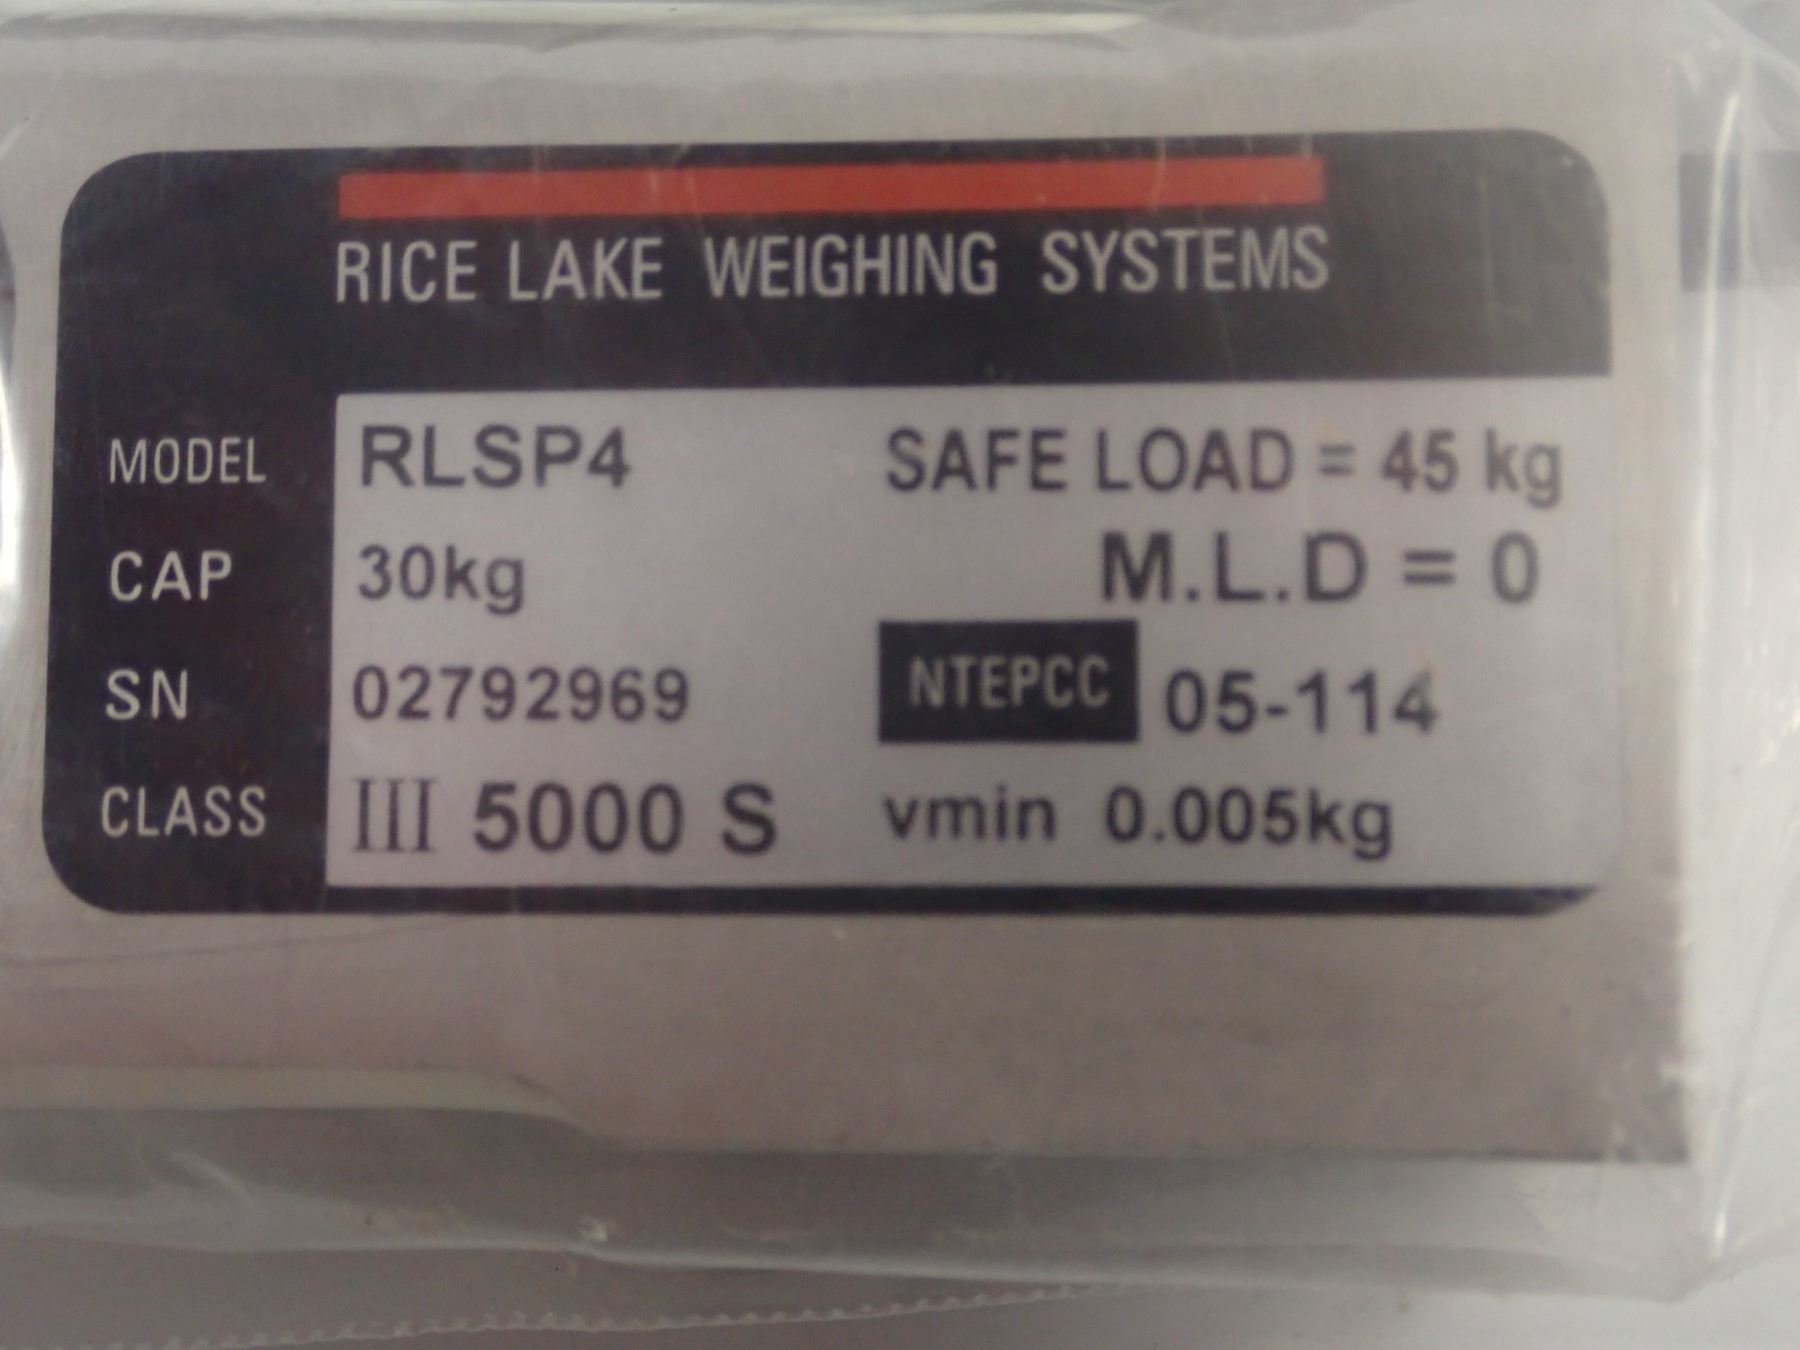 RICE LAKE WEIGHING SYSTEMS
MODEL RLSP4 SAFE LOAD = 45 kg
CAP 30kg M.L.D = 0
SN 02792969 NTEPCC 05-114
CLASS III 5000 S vmin 0.005kg